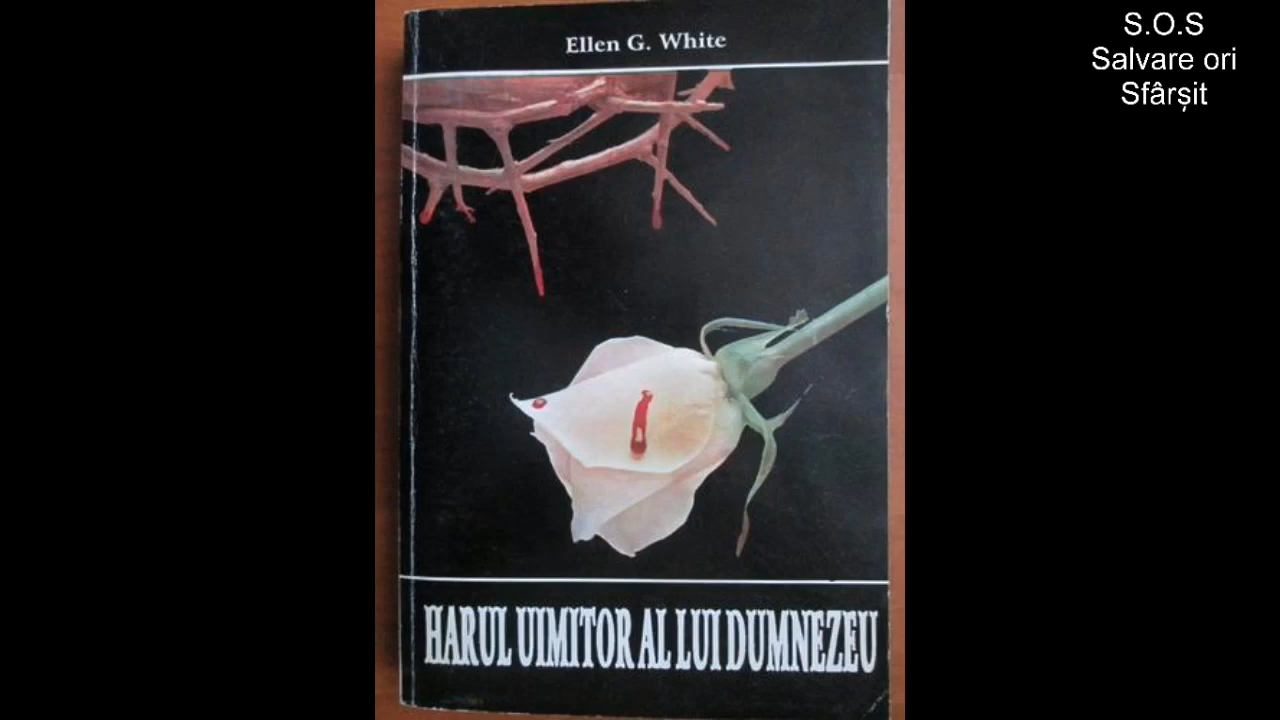 Ellen G. White
HARUL UIMITOR AL LUI DUMNEZEU
S.O.S
Salvare ori
Sfârșit